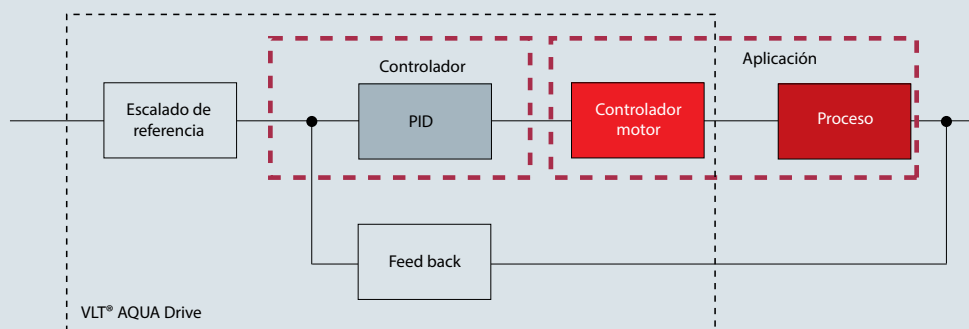 Controlador
Aplicación
Escalado de
referencia
PID
Controlador
motor
Proceso
Feed back
VLT® AQUA Drive